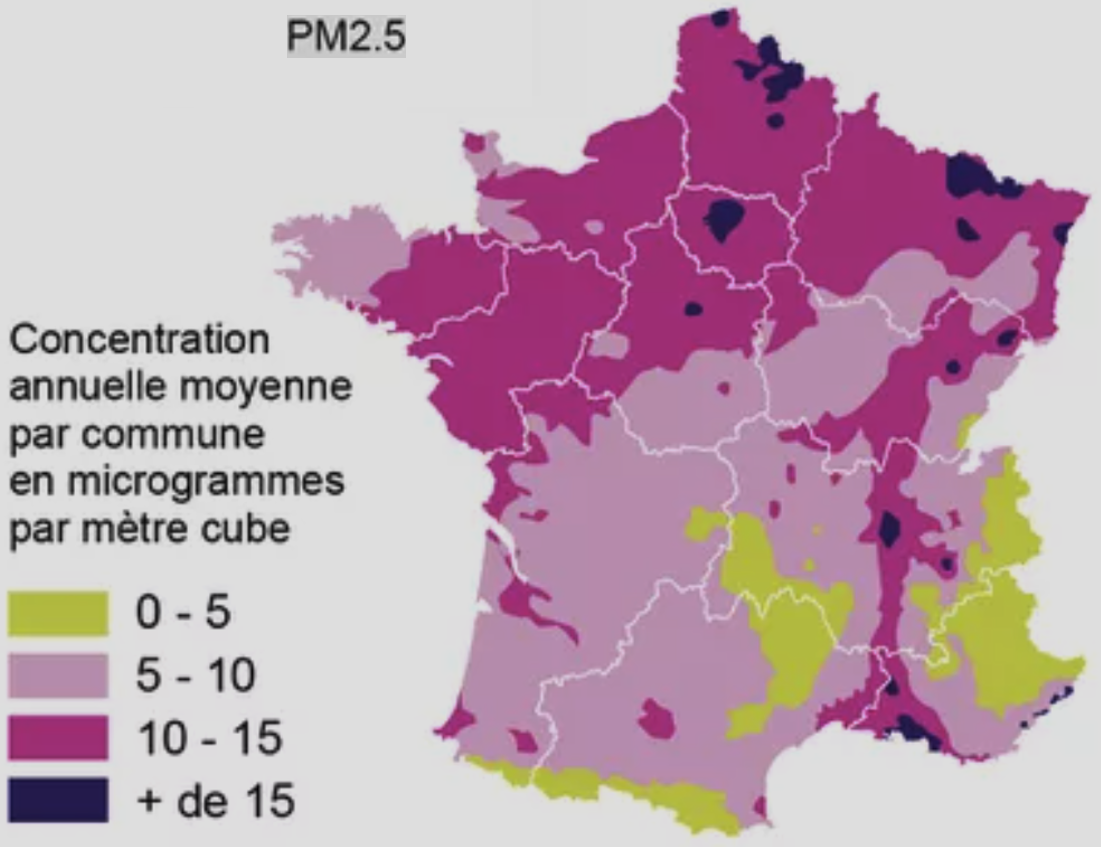 PM2.5
Concentration
annuelle moyenne
par commune
en microgrammes
par mètre cube
0 - 5
5 - 10
10 - 15
+ de 15